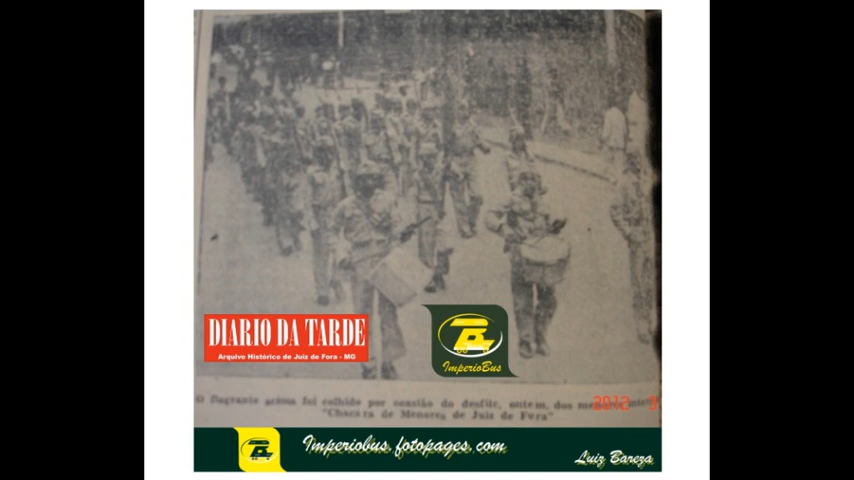 DIARIO DA TARDE
Arquivo Histórico de Juiz de Fora - MG
ImperioBus
O flagrante acima foi colhido por ocasião do desfile, ontem, dos
2012
"Chacara de Menores de Juiz de Fora"
Imperiobus.fotopages.com
Luiz Bareza